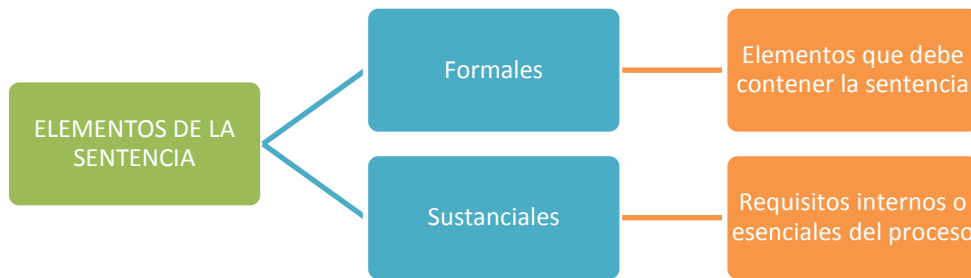 ELEMENTOS DE LA
SENTENCIA
Formales
Elementos que debe
contener la sentencia
Sustanciales
Requisitos internos o
esenciales del proceso